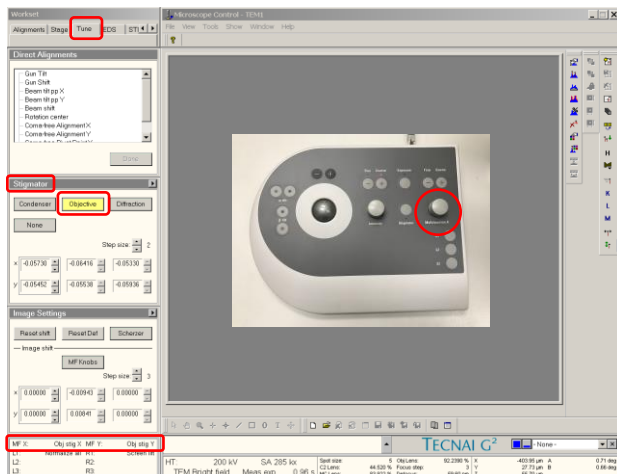 Workset
Microscope Control - TEM1
Alignments Stage Tune EDS
File View Tools Show Window Help
Direct Alignments
Gun Tilt
Gun Shift
Beam tilt pp X
Beam tilt pp Y
Beam shift
Rotation center
Coma-free Alignment X
Coma-free Alignment Y
Done
Stigmator
Condenser Objective Diffraction
None
Step size: 2
x -0.05730 -0.06416 -0.05330
y -0.05452 -0.05538 -0.05936
Image Settings
Reset shift Reset Def Scherzer
Image shift
MF Knobs
Step size: 3
x 0.00000 -0.00943 0.00000
y 0.00000 0.00841 0.00000
MF X: Obj stig X MF Y: Obj stig Y
L1: Normalize all R1: Screen lift
L2: R2:
L3: R3:
TECNAI G²
- None -
HT: 200 kV SA 285 kx
TEM Bright field
Spot size 5 Obj Lens 92.2390 % X -403.95 µm A 0.71 deg
C2 Lens: 44.520 % Focus step: 3 Y 27.73 µm B
H
K
L
M